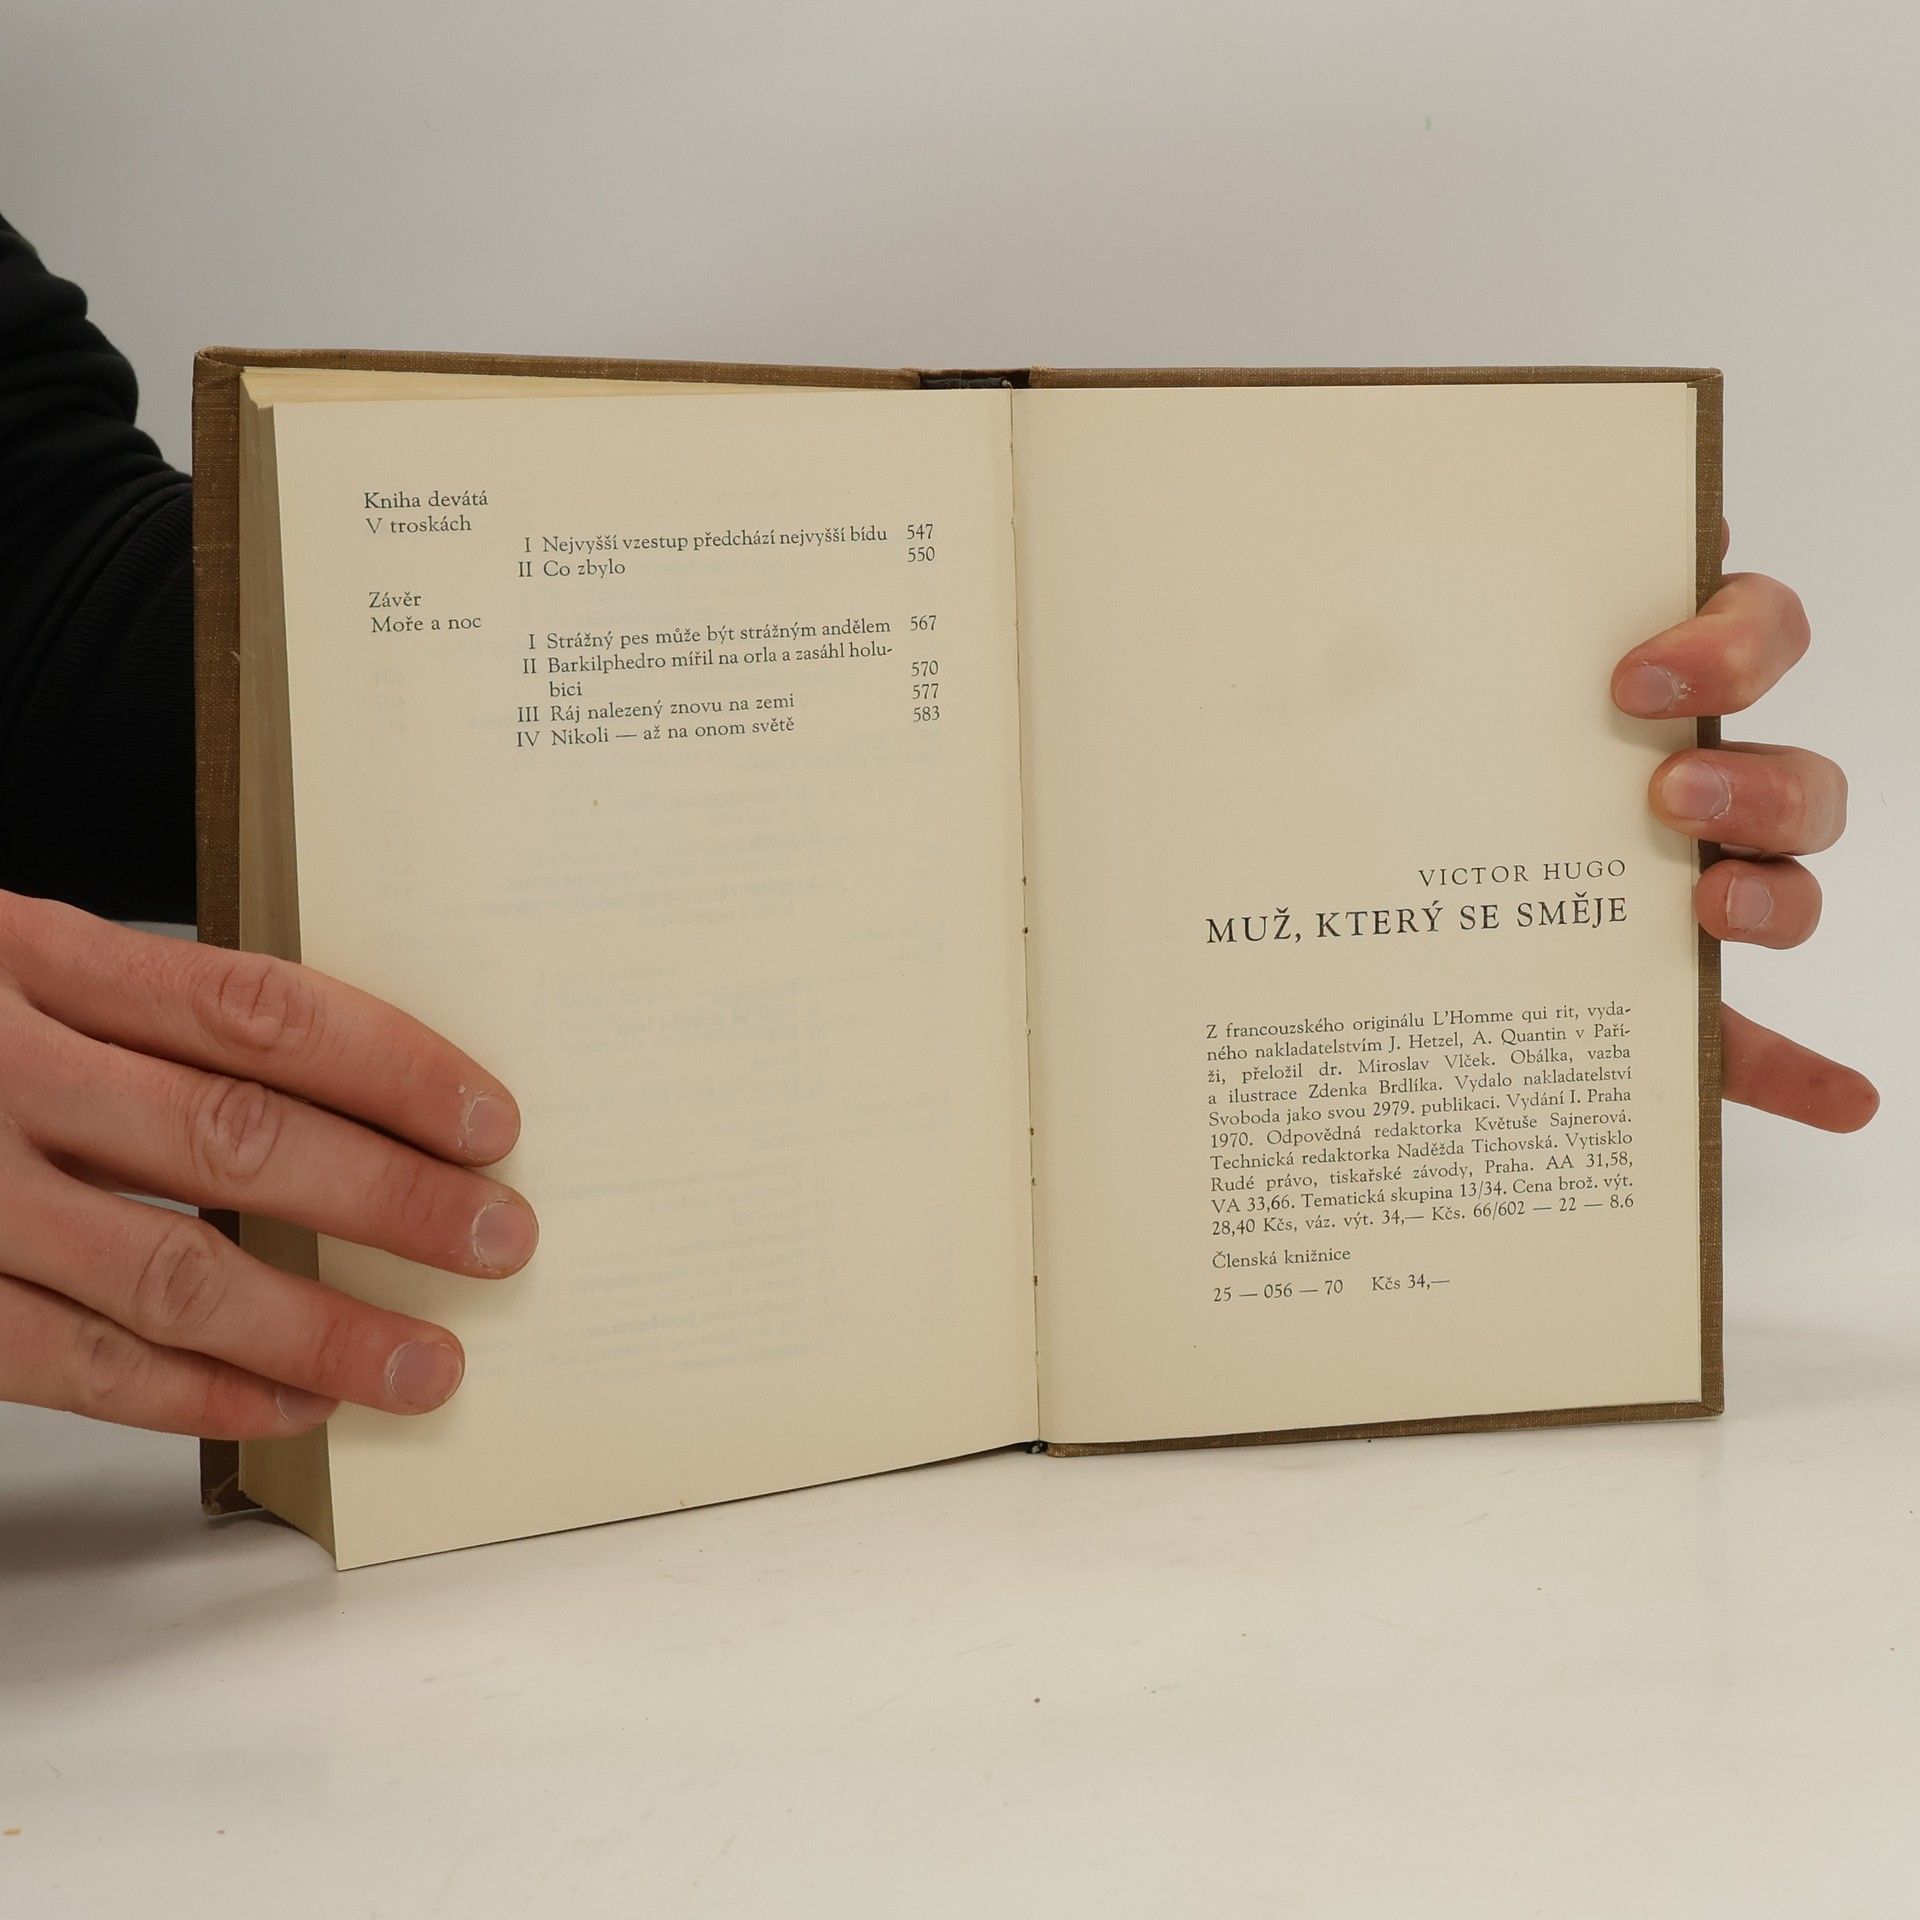 Kniha devátá
V troskách
I Nejvyšší vzestup předchází nejvyšší bídu 547
II Co zbylo 550
Závěr
Moře a noc
I Strážný pes může být strážným andělem 567
II Barkilphedro mířil na orla a zasáhl holu-
bici 570
III Ráj nalezený znovu na zemi 577
IV Nikoli — až na onom světě 583
VICTOR HUGO
MUŽ, KTERÝ SE SMĚJE
Z francouzského originálu L'Homme qui rit, vyda-
ného nakladatelstvím J. Hetzel, A. Quantin v Paří-
ži, přeložil dr. Miroslav Vlček. Obálka, vazba
a ilustrace Zdenka Brdlíka. Vydalo nakladatelství
Svoboda jako svou 2979. publikaci. Vydání I. Praha
1970. Odpovědná redaktorka Květuše Sajnerová.
Technická redaktorka Naděžda Tichovská. Vytisklo
Rudé právo, tiskařské závody, Praha. AA 31,58,
VA 33,66. Tematická skupina 13/34. Cena brož. výt.
28,40 Kčs, váz. výt. 34,— Kčs. 66/602 — 22 — 8.6
Členská knižnice
25 — 056 — 70 Kčs 34,—